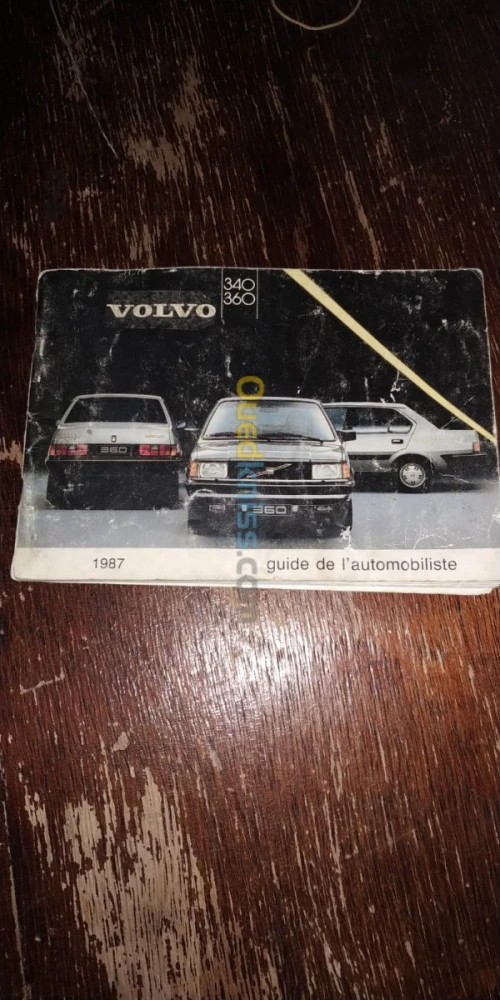 VOLVO
340
360
360
360
1987
guide de l'automobiliste
Ouedkniss.com